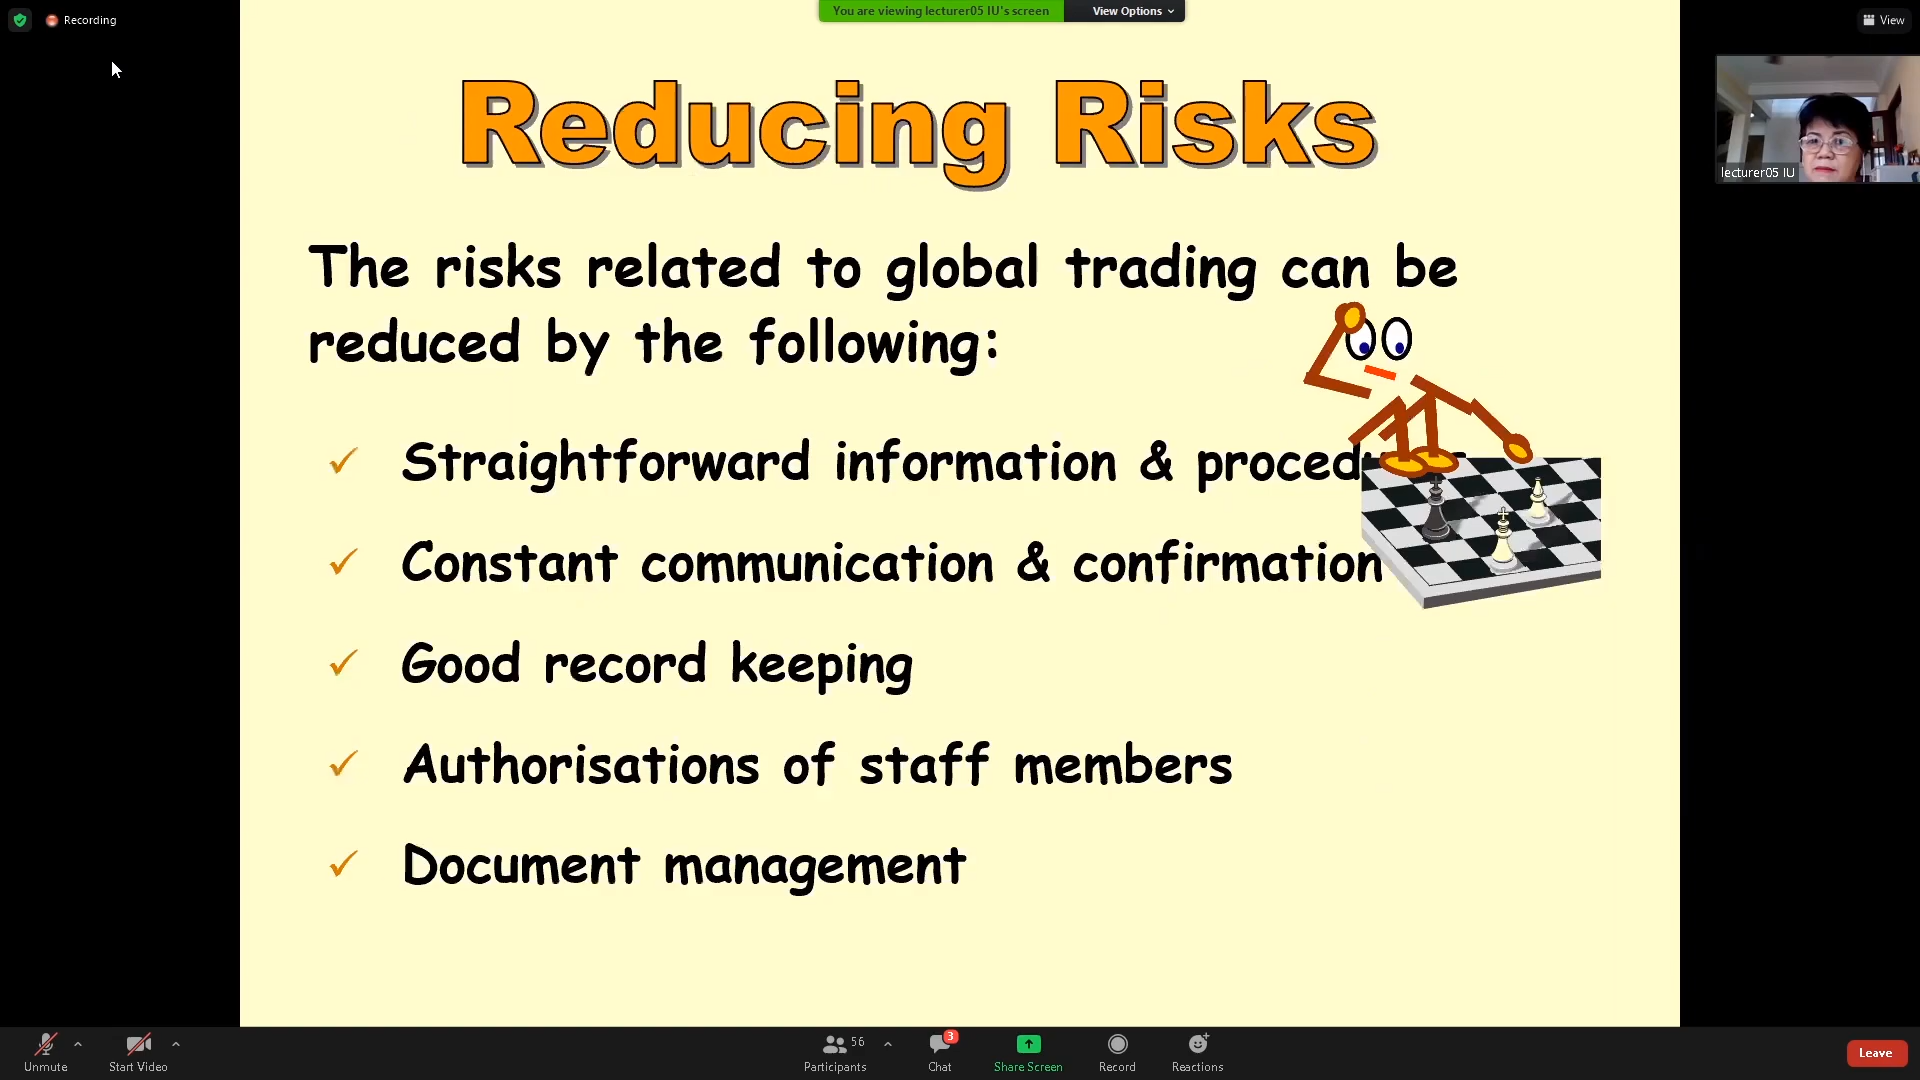 Recording
You are viewing lecturer05 IU's screen
View Options
View
Reducing Risks
lecturer05 IU
The risks related to global trading can be
reduced by the following:
Straightforward information &
Constant communication & confirmation
Good record keeping
Authorisations of staff members
Document management
Unmute
Start Video
56
Participants
3
Chat
Share Screen
Record
Reactions
Leave